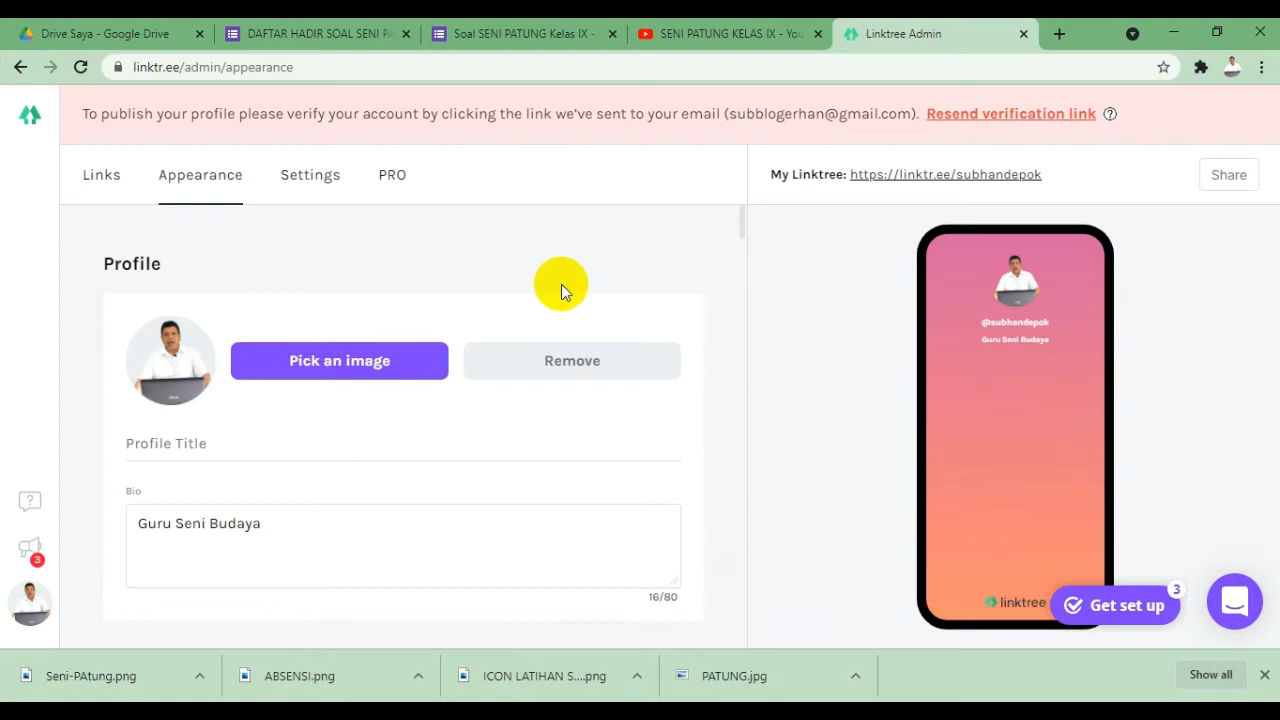 Drive Saya - Google Drive
DAFTAR HADIR SOAL SENI PA
Soal SENI PATUNG Kelas IX -
SENI PATUNG KELAS IX - You
Linktree Admin
linktr.ee/admin/appearance
To publish your profile please verify your account by clicking the link we've sent to your email (subblogerhan@gmail.com). Resend verification link
Links
Appearance
Settings
PRO
My Linktree: https://linktr.ee/subhandepok
Share
Profile
Pick an image
Remove
Profile Title
Bio
Guru Seni Budaya
16/80
@subhandepok
Guru Seni Budaya
linktree
Get set up
3
3
Seni-PAtung.png
ABSENSI.png
ICON LATIHAN S....png
PATUNG.jpg
Show all